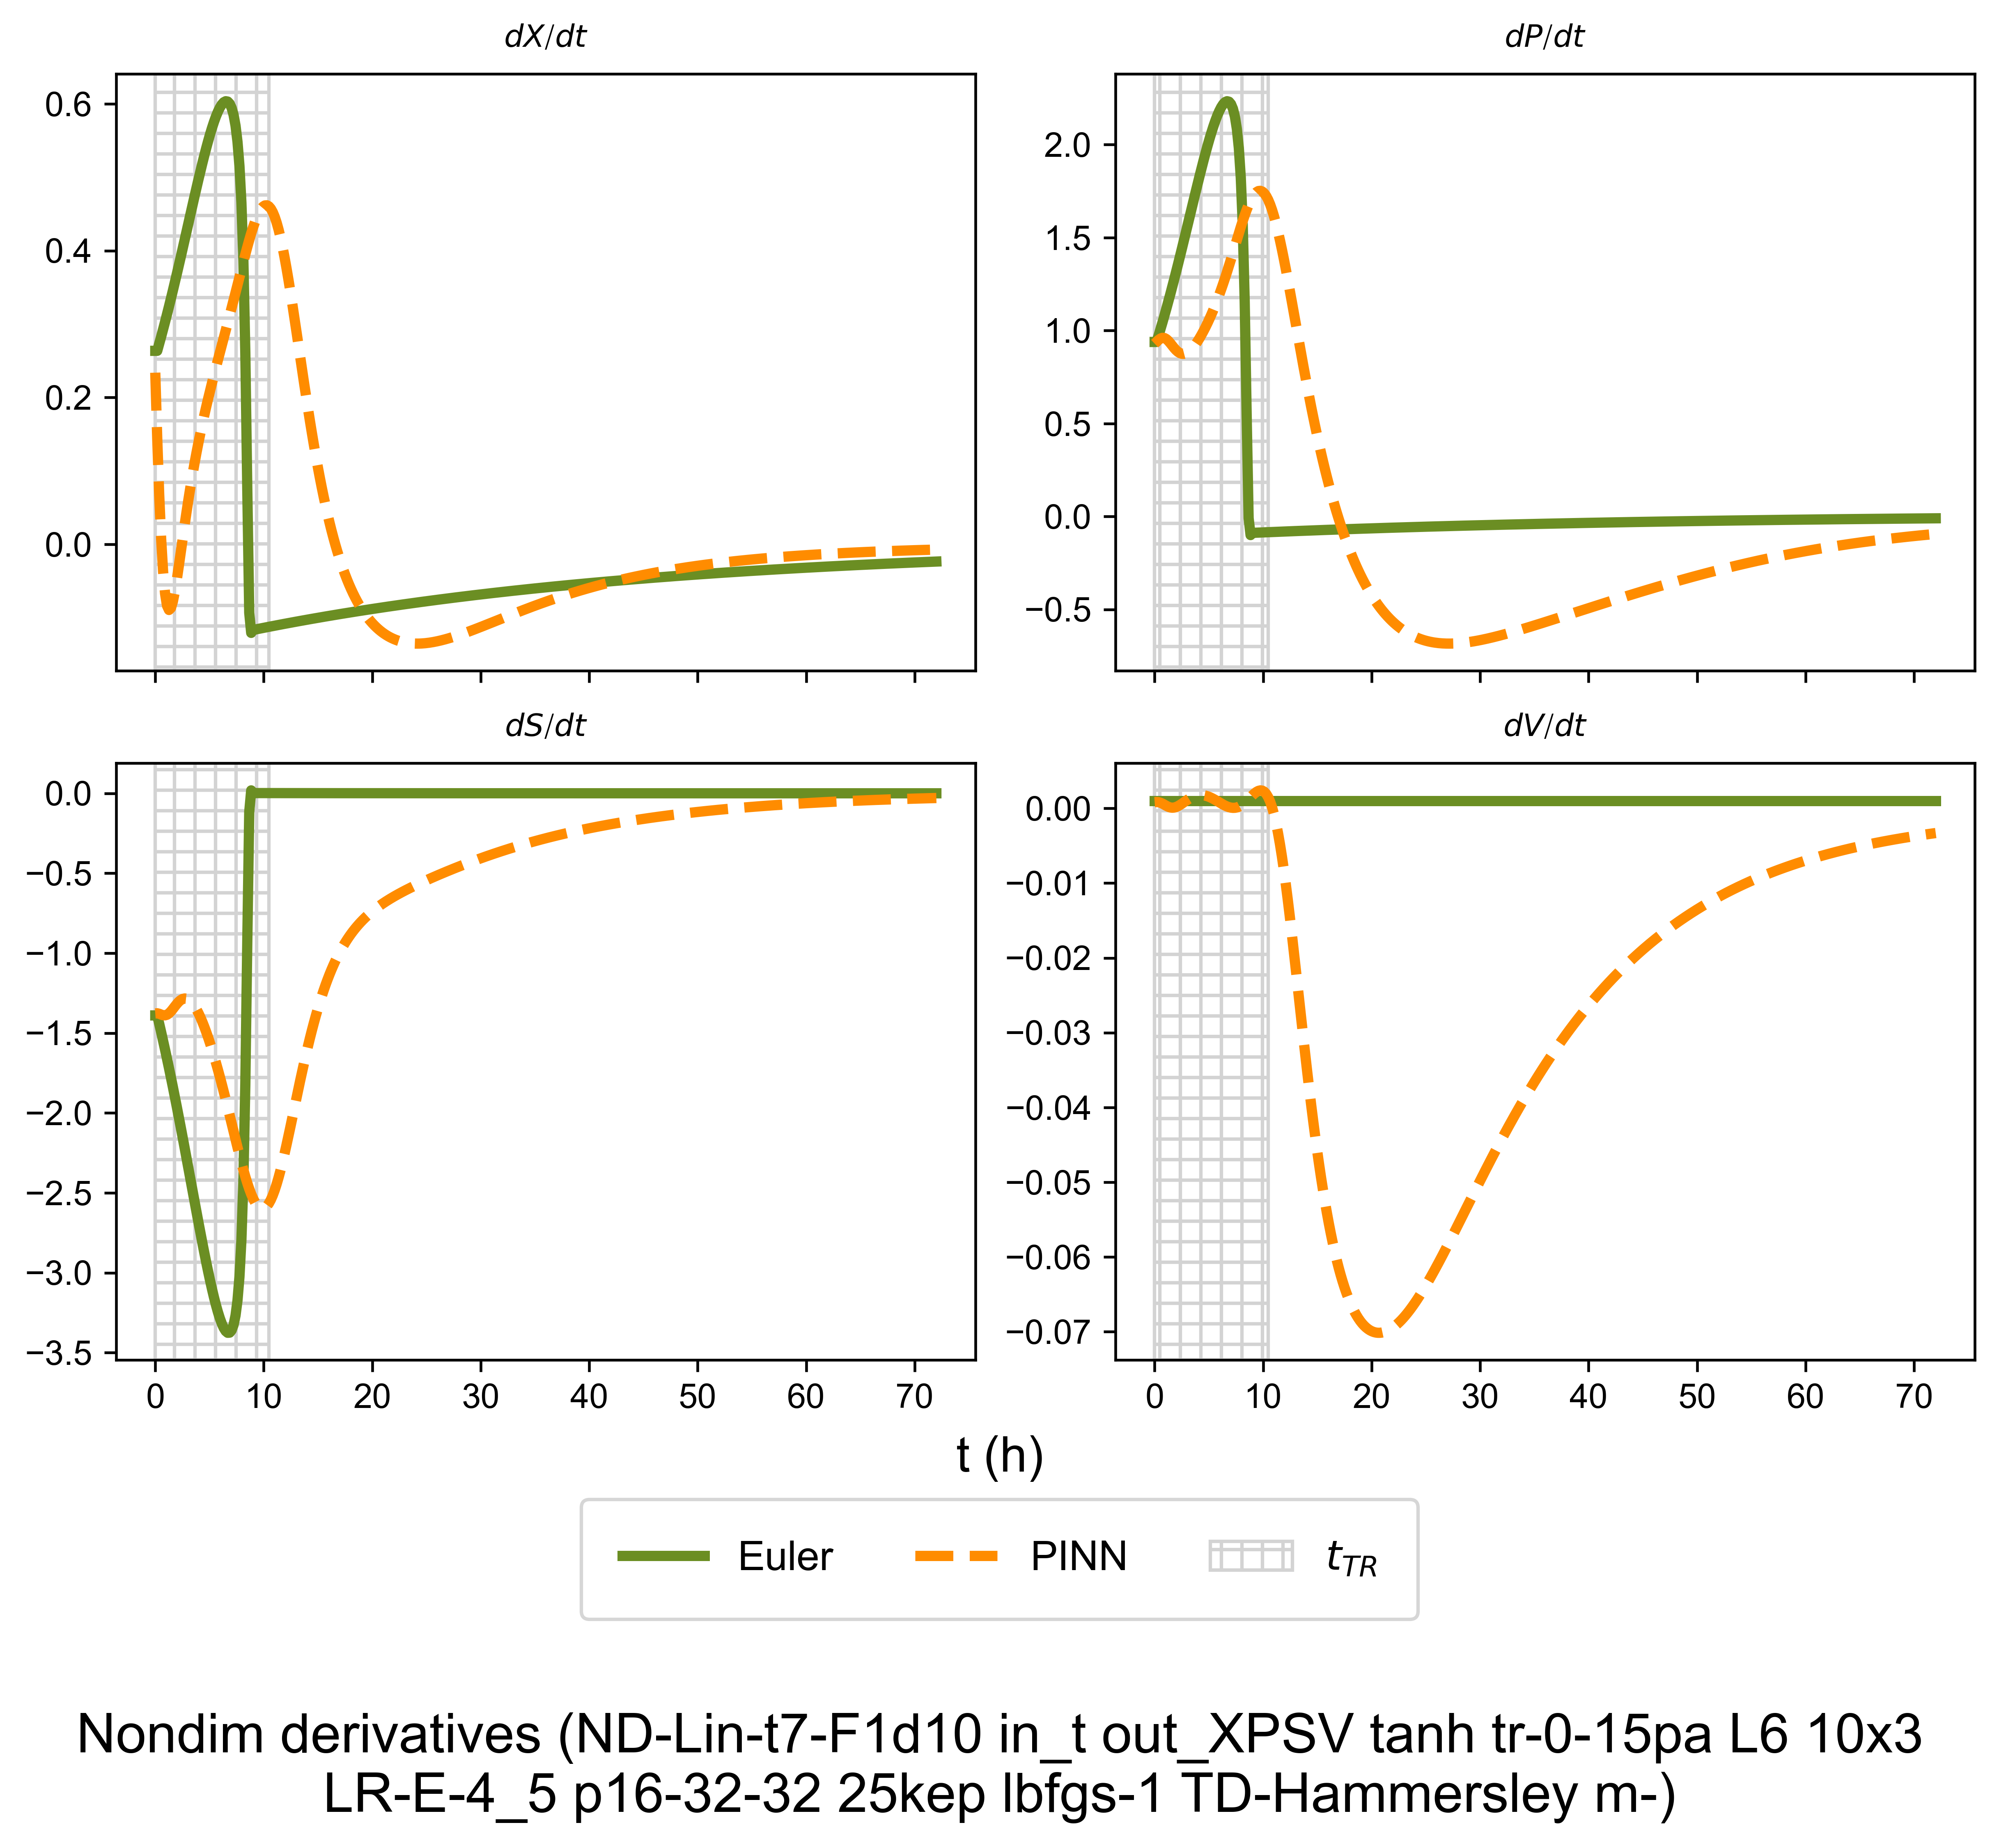 dX/dt
dP/dt
0.6
0.4
0.2
0.0
2.0
1.5
1.0
0.5
0.0
−0.5
dS/dt
dV/dt
0.0
−0.5
−1.0
−1.5
−2.0
−2.5
−3.0
−3.5
0.00
−0.01
−0.02
−0.03
−0.04
−0.05
−0.06
−0.07
0 10 20 30 40 50 60 70
0 10 20 30 40 50 60 70
t (h)
Euler PINN t_TR
Nondim derivatives (ND-Lin-t7-F1d10 in_t out_XPSV tanh tr-0-15pa L6 10x3
LR-E-4_5 p16-32-32 25kep lbfgs-1 TD-Hammersley m-)